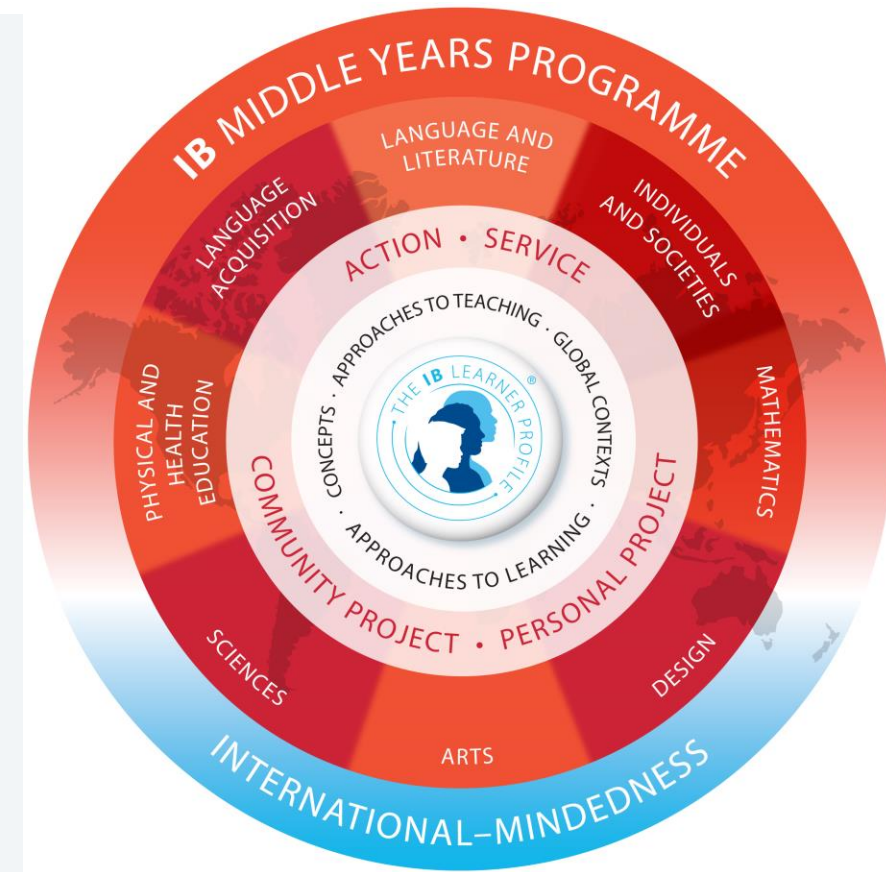 IB MIDDLE YEARS PROGRAMME
LANGUAGE AND
LITERATURE
INDIVIDUALS
AND SOCIETIES
MATHEMATICS
DESIGN
ARTS
SCIENCES
PHYSICAL AND
HEALTH
EDUCATION
LANGUAGE
ACQUISITION
ACTION • SERVICE
COMMUNITY PROJECT • PERSONAL PROJECT
APPROACHES TO TEACHING · GLOBAL CONTEXTS ·
CONCEPTS · APPROACHES TO LEARNING ·
THE IB LEARNER PROFILE ®
INTERNATIONAL–MINDEDNESS